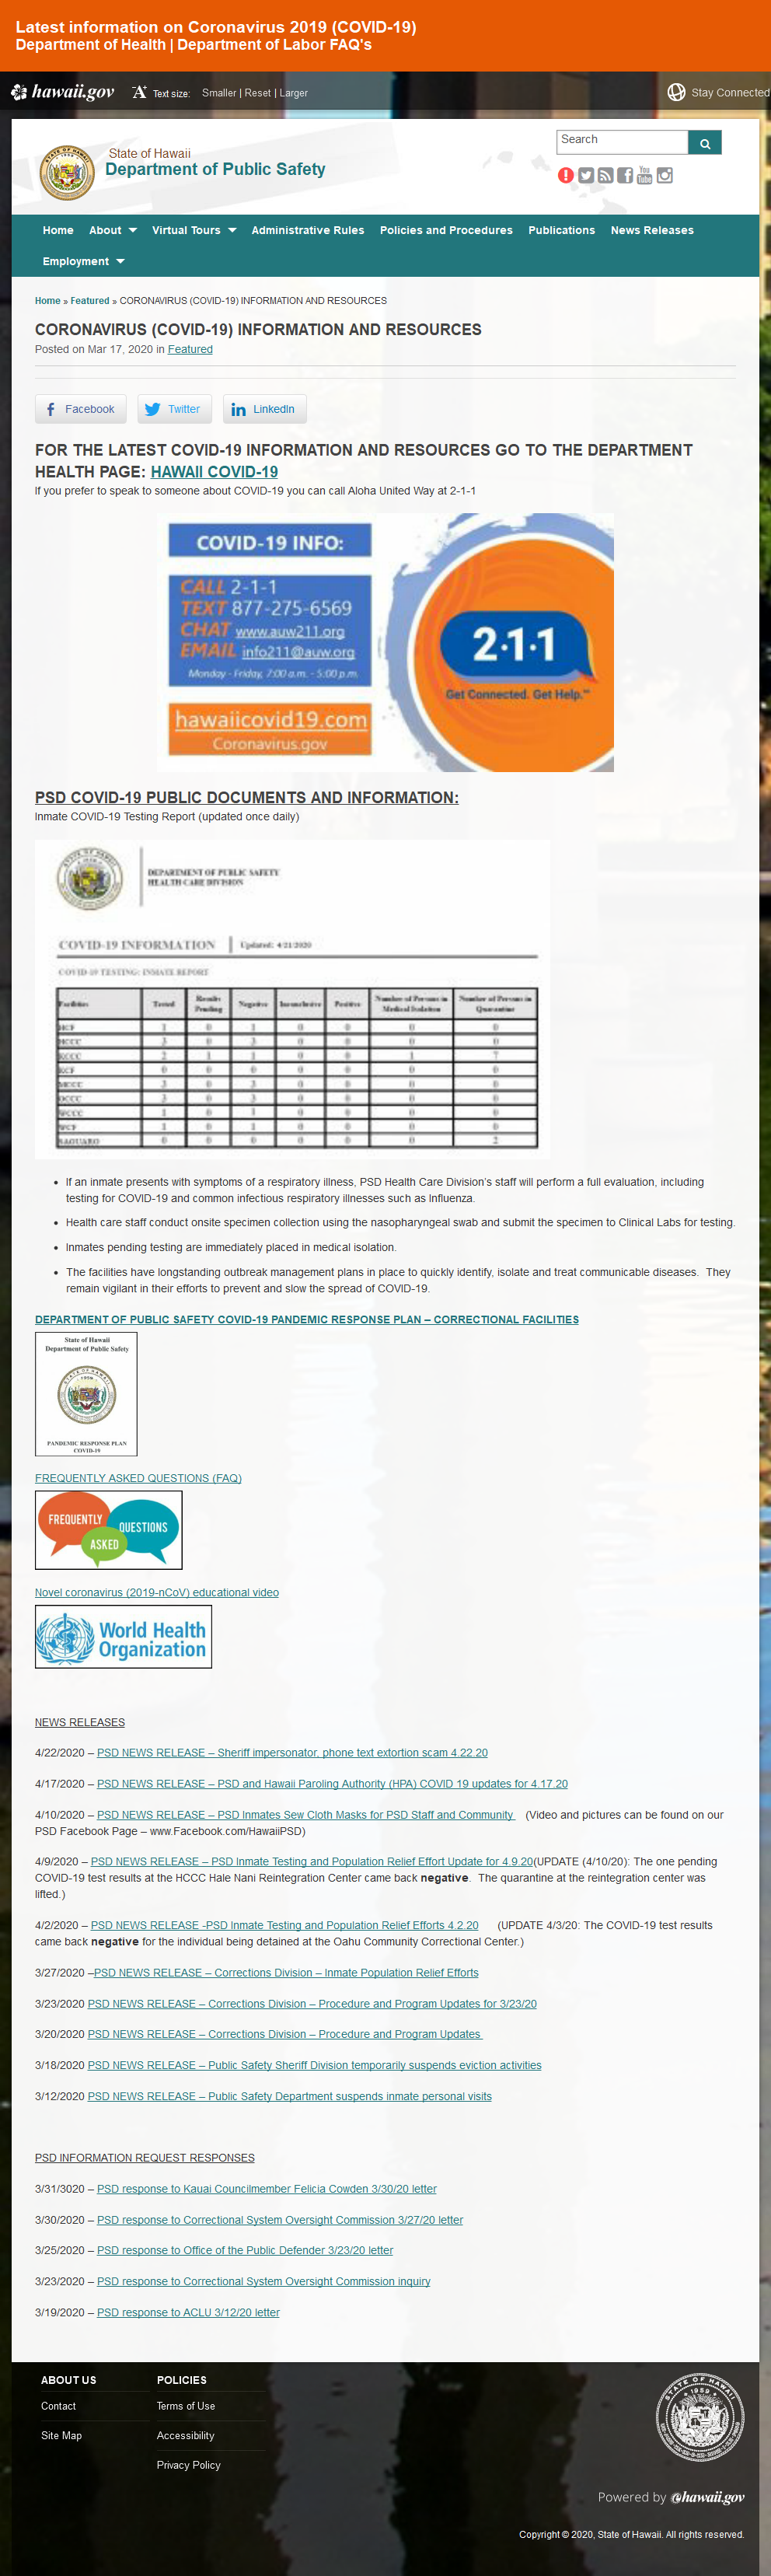 Latest information on Coronavirus 2019 (COVID-19)
Department of Health | Department of Labor FAQ's
hawaii.gov
A Text size: Smaller | Reset | Larger
Stay Connected
Search
State of Hawaii
Department of Public Safety
Home About Virtual Tours Administrative Rules Policies and Procedures Publications News Releases
Employment
Home » Featured » CORONAVIRUS (COVID-19) INFORMATION AND RESOURCES
CORONAVIRUS (COVID-19) INFORMATION AND RESOURCES
Posted on Mar 17, 2020 in Featured
Facebook Twitter LinkedIn
FOR THE LATEST COVID-19 INFORMATION AND RESOURCES GO TO THE DEPARTMENT
HEALTH PAGE: HAWAII COVID-19
If you prefer to speak to someone about COVID-19 you can call Aloha United Way at 2-1-1
COVID-19 INFO:
CALL 2-1-1
TEXT 877-275-6569
CHAT www.auw211.org
EMAIL info211@auw.org
Monday - Friday, 7:00 a.m. - 5:00 p.m.
hawaiicovid19.com
Coronavirus.gov
2·1·1
Get Connected. Get Help.™
PSD COVID-19 PUBLIC DOCUMENTS AND INFORMATION:
Inmate COVID-19 Testing Report (updated once daily)
DEPARTMENT OF PUBLIC SAFETY
HEALTH CARE DIVISION
COVID-19 INFORMATION Updated: 4/21/2020
COVID-19 TESTING: INMATE REPORT
Facilities Tested Results Pending Negative Inconclusive Positive Number of Persons in Medical Isolation Number of Persons in Quarantine
HCF 1 0 1 0 0 0 0
HCCC 3 0 3 0 0 0 0
KCCC 2 1 1 0 0 1 7
KCF 0 0 0 0 0 0 0
MCCC 3 0 3 0 0 0 0
OCCC 3 0 3 0 0 0 0
WCCC 1 0 1 0 0 0 0
WCF 1 0 1 0 0 0 0
SAGUARO 0 0 0 0 0 0 2
If an inmate presents with symptoms of a respiratory illness, PSD Health Care Division's staff will perform a full evaluation, including
testing for COVID-19 and common infectious respiratory illnesses such as Influenza.
Health care staff conduct onsite specimen collection using the nasopharyngeal swab and submit the specimen to Clinical Labs for testing.
Inmates pending testing are immediately placed in medical isolation.
The facilities have longstanding outbreak management plans in place to quickly identify, isolate and treat communicable diseases. They
remain vigilant in their efforts to prevent and slow the spread of COVID-19.
DEPARTMENT OF PUBLIC SAFETY COVID-19 PANDEMIC RESPONSE PLAN – CORRECTIONAL FACILITIES
State of Hawaii
Department of Public Safety
PANDEMIC RESPONSE PLAN
COVID-19
FREQUENTLY ASKED QUESTIONS (FAQ)
FREQUENTLY
ASKED
QUESTIONS
Novel coronavirus (2019-nCoV) educational video
World Health
Organization
NEWS RELEASES
4/22/2020 – PSD NEWS RELEASE – Sheriff impersonator, phone text extortion scam 4.22.20
4/17/2020 – PSD NEWS RELEASE – PSD and Hawaii Paroling Authority (HPA) COVID 19 updates for 4.17.20
4/10/2020 – PSD NEWS RELEASE – PSD Inmates Sew Cloth Masks for PSD Staff and Community (Video and pictures can be found on our
PSD Facebook Page – www.Facebook.com/HawaiiPSD)
4/9/2020 – PSD NEWS RELEASE – PSD Inmate Testing and Population Relief Effort Update for 4.9.20(UPDATE (4/10/20): The one pending
COVID-19 test results at the HCCC Hale Nani Reintegration Center came back negative. The quarantine at the reintegration center was
lifted.)
4/2/2020 – PSD NEWS RELEASE -PSD Inmate Testing and Population Relief Efforts 4.2.20 (UPDATE 4/3/20: The COVID-19 test results
came back negative for the individual being detained at the Oahu Community Correctional Center.)
3/27/2020 –PSD NEWS RELEASE – Corrections Division – Inmate Population Relief Efforts
3/23/2020 PSD NEWS RELEASE – Corrections Division – Procedure and Program Updates for 3/23/20
3/20/2020 PSD NEWS RELEASE – Corrections Division – Procedure and Program Updates
3/18/2020 PSD NEWS RELEASE – Public Safety Sheriff Division temporarily suspends eviction activities
3/12/2020 PSD NEWS RELEASE – Public Safety Department suspends inmate personal visits
PSD INFORMATION REQUEST RESPONSES
3/31/3020 – PSD response to Kauai Councilmember Felicia Cowden 3/30/20 letter
3/30/2020 – PSD response to Correctional System Oversight Commission 3/27/20 letter
3/25/2020 – PSD response to Office of the Public Defender 3/23/20 letter
3/23/2020 – PSD response to Correctional System Oversight Commission inquiry
3/19/2020 – PSD response to ACLU 3/12/20 letter
ABOUT US
Contact
Site Map
POLICIES
Terms of Use
Accessibility
Privacy Policy
STATE OF HAWAII
1959
Powered by ehawaii.gov
Copyright © 2020, State of Hawaii. All rights reserved.